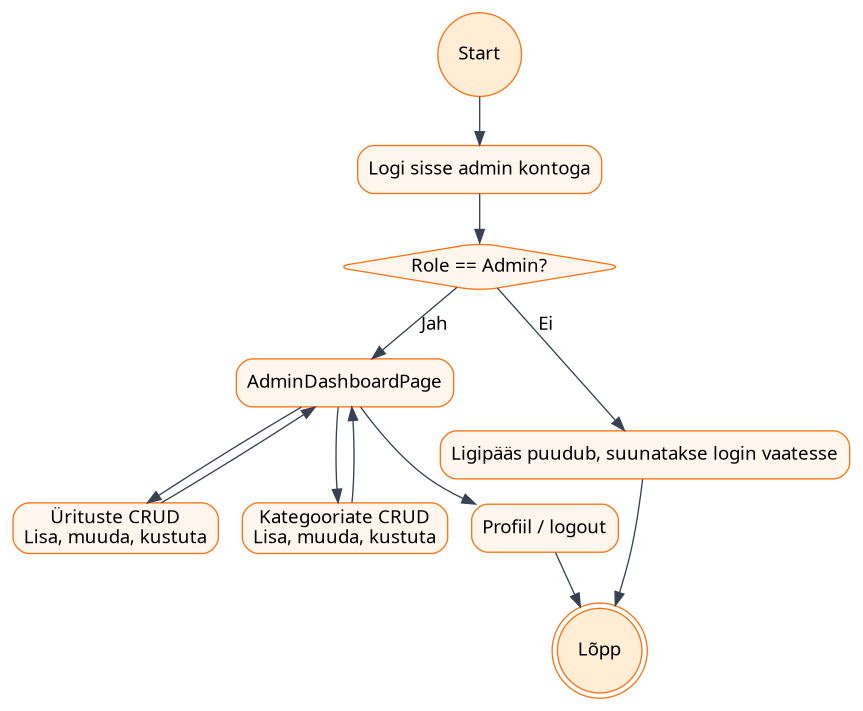 Start
Logi sisse admin kontoga
Role == Admin?
Jah
Ei
AdminDashboardPage
Ligipääs puudub, suunatakse login vaatesse
Ürituste CRUD
Lisa, muuda, kustuta
Kategooriate CRUD
Lisa, muuda, kustuta
Profiil / logout
Lõpp